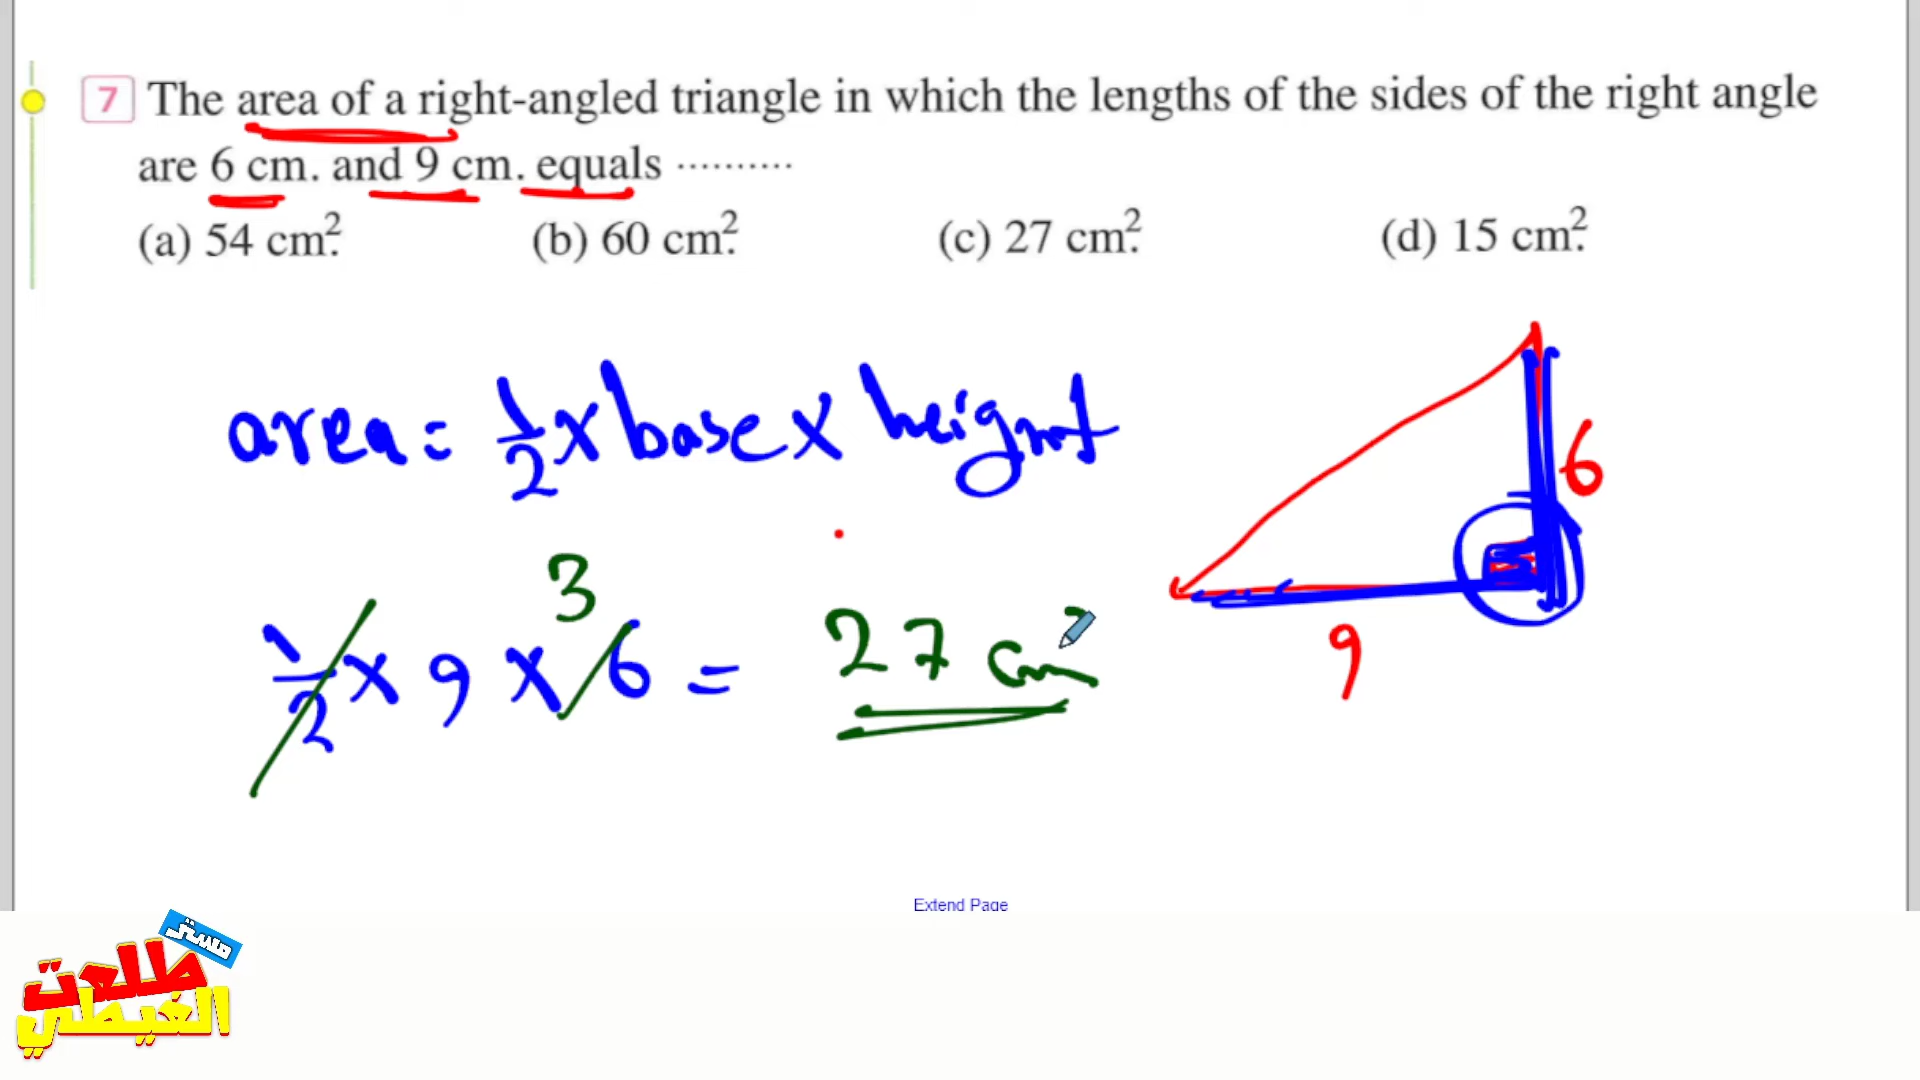 7 The area of a right-angled triangle in which the lengths of the sides of the right angle
are 6 cm. and 9 cm. equals ..........
(a) 54 cm².
(b) 60 cm².
(c) 27 cm².
(d) 15 cm².
area = 1/2 × base × height
6
3
1/2 × 9 × 6 = 27 cm²
9
Extend Page
مستر
طلعت
الغيطي